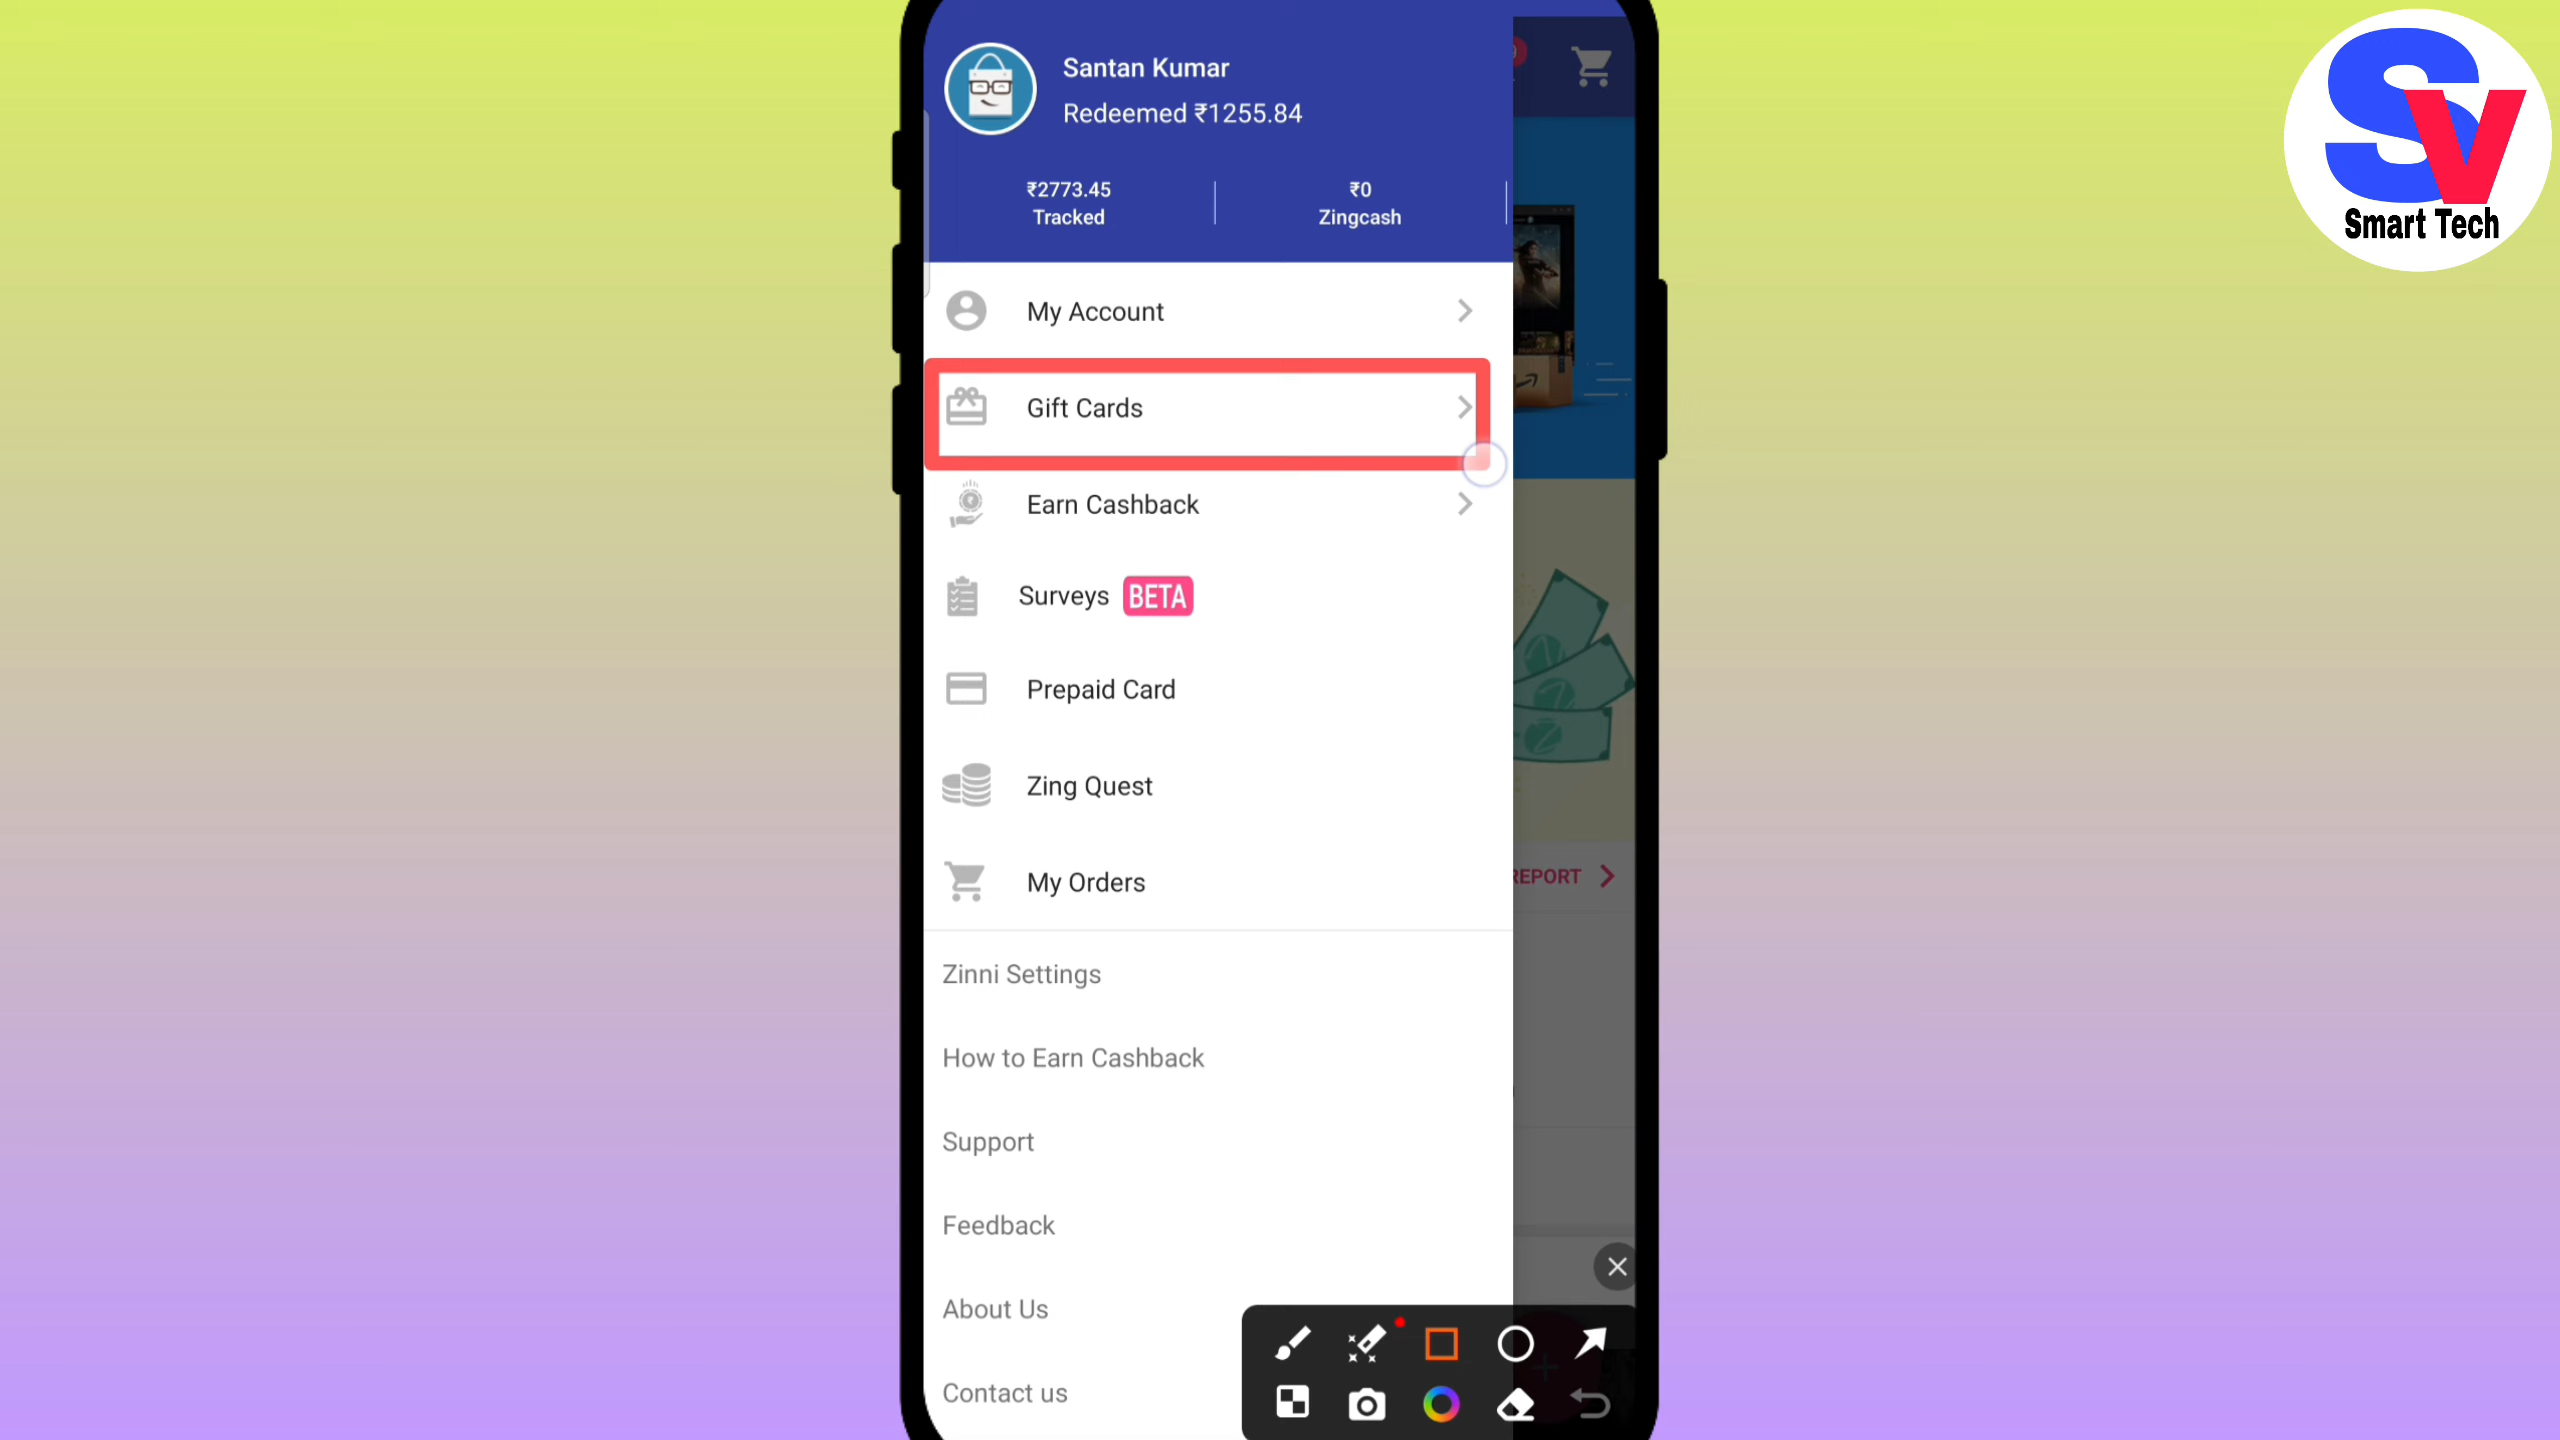 Santan Kumar
Redeemed ₹1255.84
₹2773.45
Tracked
₹0
Zingcash
My Account
Gift Cards
Earn Cashback
Surveys BETA
Prepaid Card
Zing Quest
My Orders
REPORT
Zinni Settings
How to Earn Cashback
Support
Feedback
About Us
Contact us
SV
Smart Tech